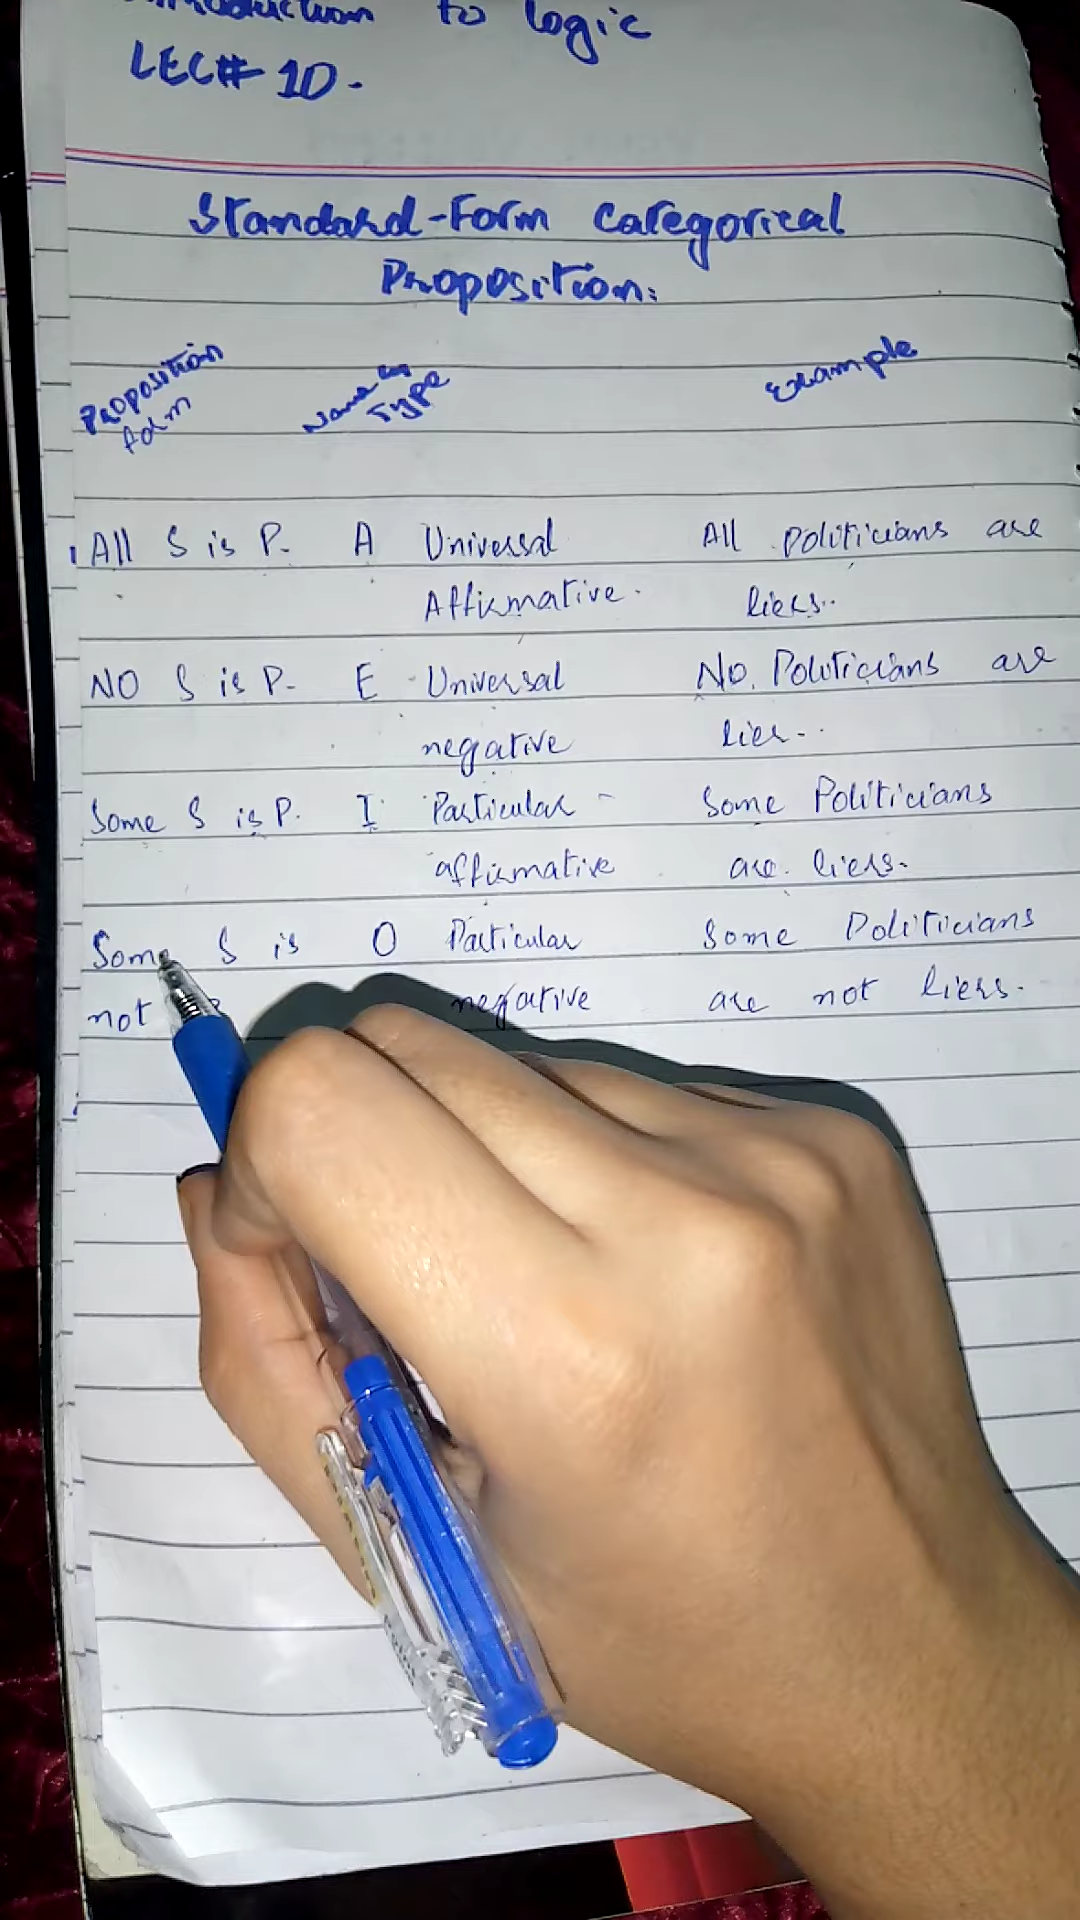 to logic
LEC# 10.
Standard-Form Categorical
Proposition:
Proposition form
Name & Type
Example
1 All S is P. A Universal All Politicians are
Affirmative. liers..
NO S is P- E Universal No. Politicians are
negative lier..
Some S is P. I Particular - Some Politicians
affirmative are liers.
Some S is O Particular Some Politicians
not negative are not liers.